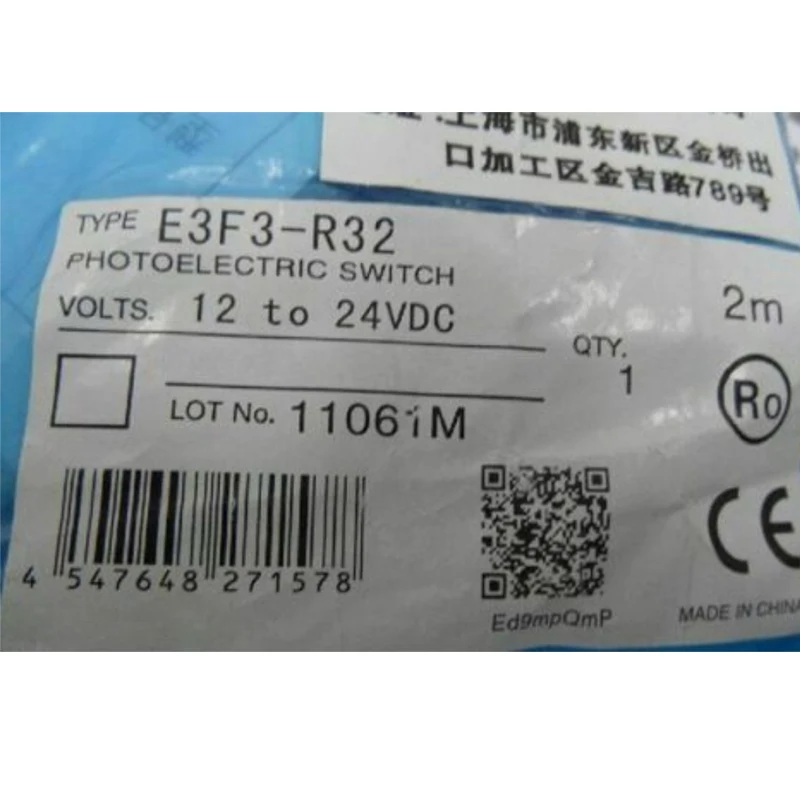 上海市浦东新区金桥出
口加工区金吉路789号
TYPE E3F3-R32
PHOTOELECTRIC SWITCH
VOLTS. 12 to 24VDC
2m
QTY.
1
LOT No. 11061M
Ro
CE
4 547648 271578
Ed9mpQmP
MADE IN CHINA